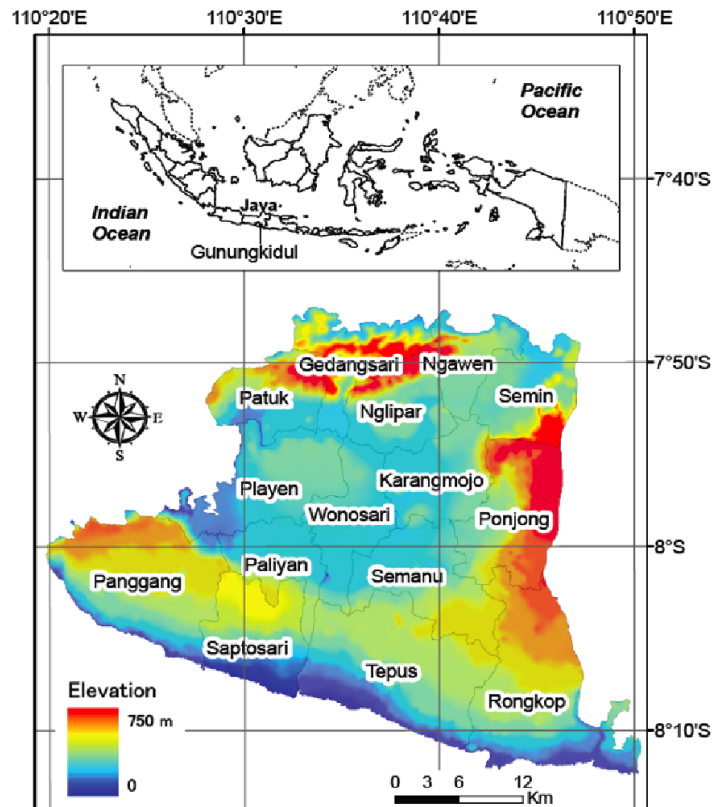 110°20'E 110°30'E 110°40'E 110°50'E
Pacific
Ocean
7°40'S
Jaya
Indian
Ocean
Gunungkidul
7°50'S
Gedangsari Ngawen
N
W E
S
Patuk Semin
Nglipar
Karangmojo
Playen
Wonosari Ponjong
8°S
Paliyan
Panggang Semanu
Saptosari
Tepus
Elevation
750 m
0
Rongkop
8°10'S
0 3 6 12
Km